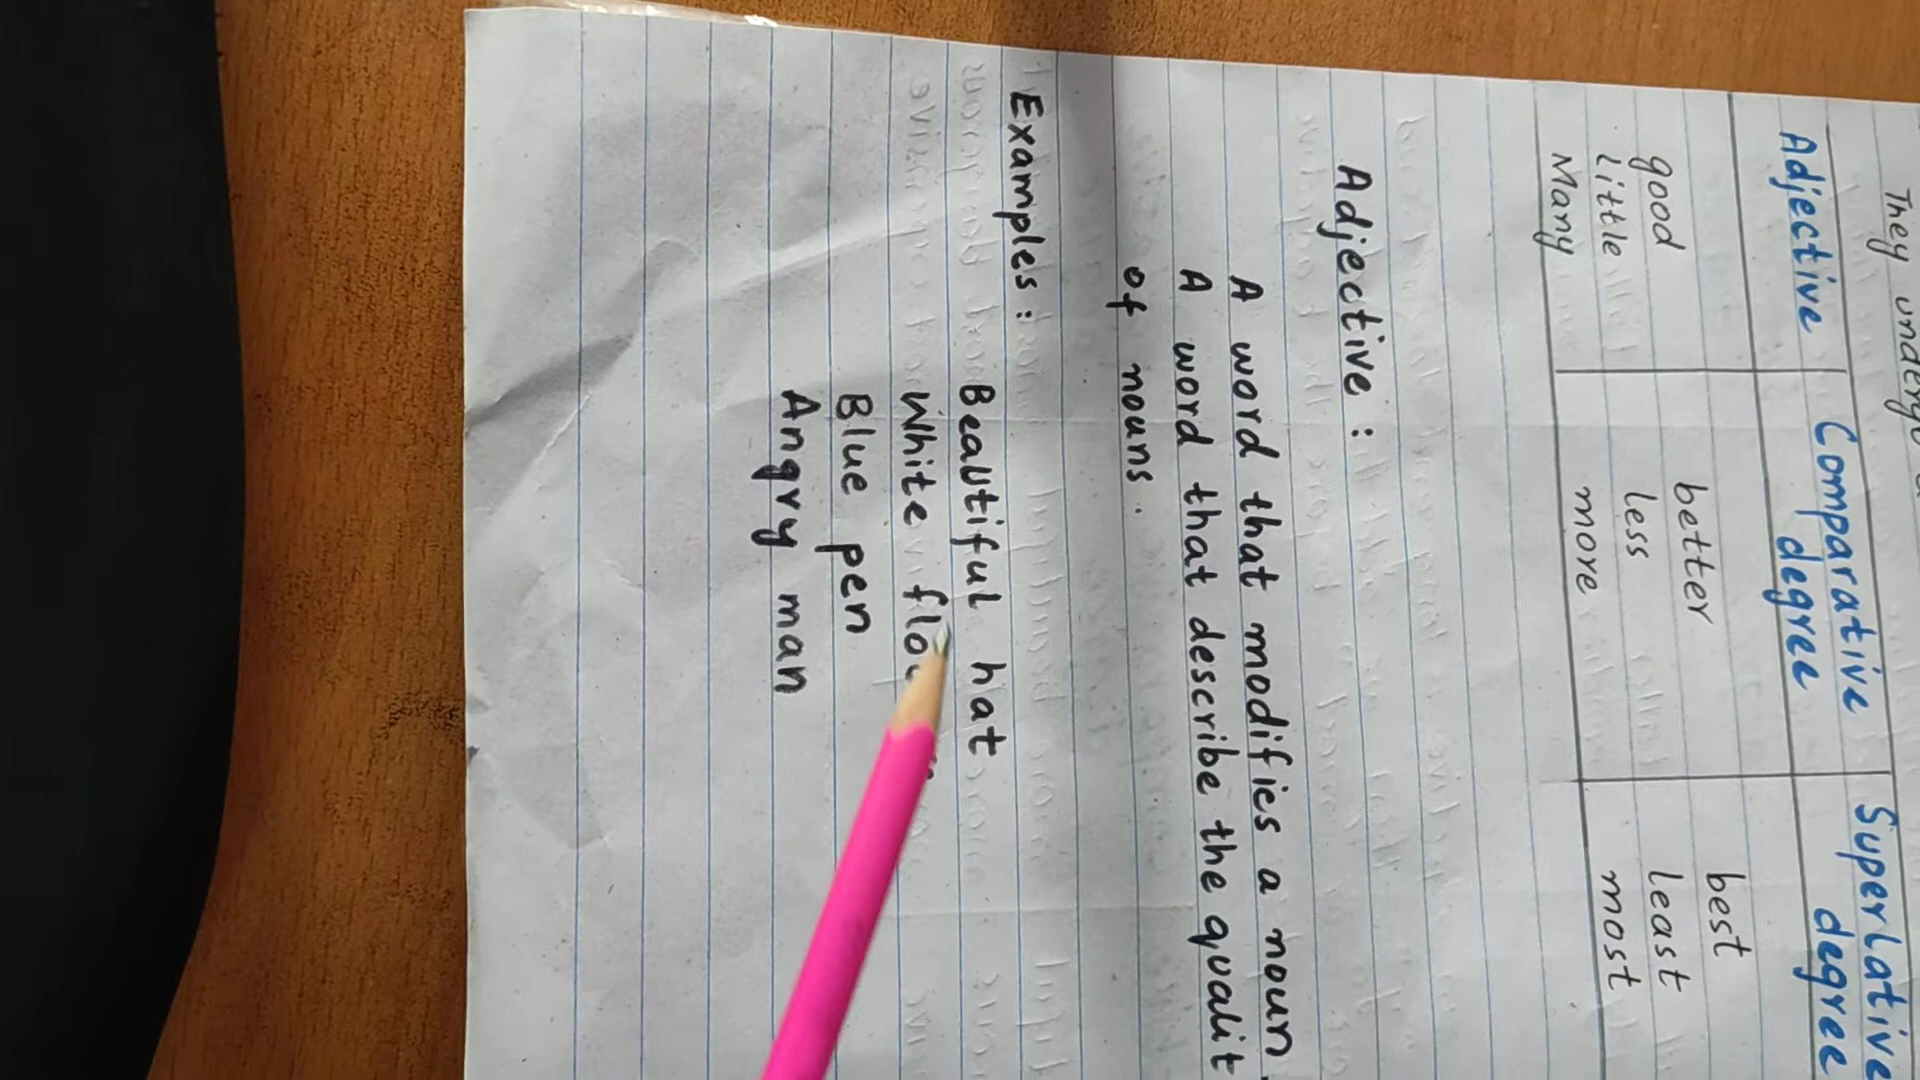 They undergo
Adjective Comparative degree Superlative degree
good better best
little less least
Many more most
Adjective :
A word that modifies a noun
A word that describe the qualit
of nouns.
Examples :
Beautiful hat
White
Blue pen
Angry man